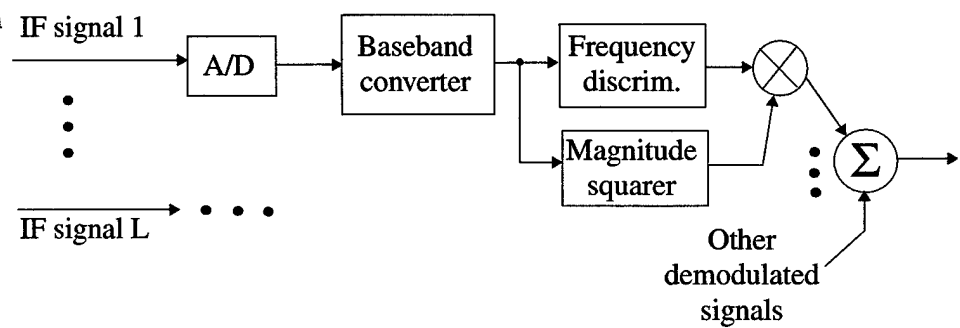 IF signal 1
A/D
Baseband
converter
Frequency
discrim.
Magnitude
squarer
Σ
IF signal L
Other
demodulated
signals